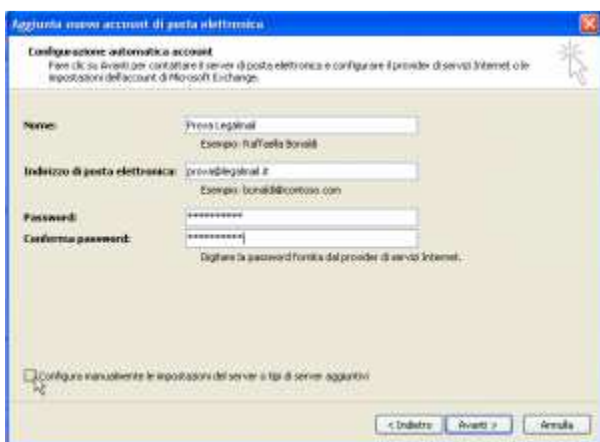 Aggiunta nuovo account di posta elettronica
Configurazione automatica account
Fare clic su Avanti per contattare il server di posta elettronica e configurare il provider di servizi Internet o le
impostazioni dell'account di Microsoft Exchange.
Nome:
Prova Legalmail
Esempio: Raffaella Bonaldi
Indirizzo di posta elettronica:
prova@legalmail.it
Esempio: bonaldi@contoso.com
Password:
**********
Conferma password:
**********
Digitare la password fornita dal provider di servizi Internet.
Configura manualmente le impostazioni del server o tipi di server aggiuntivi
< Indietro
Avanti >
Annulla